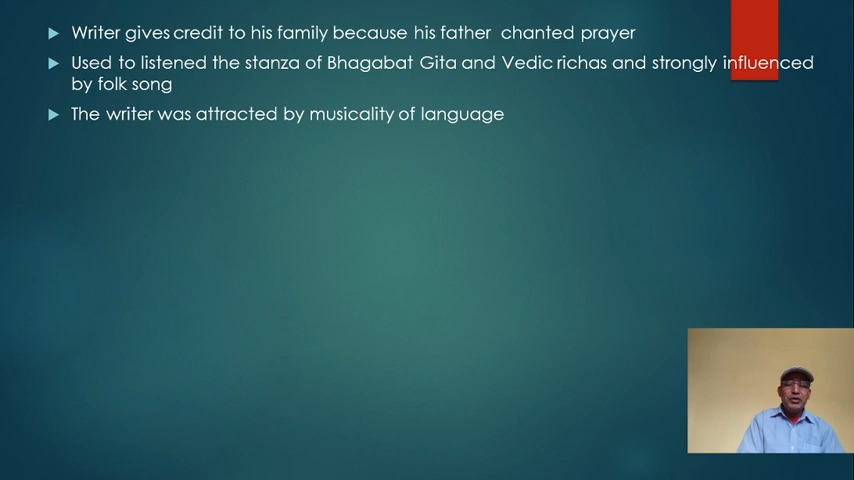 Writer gives credit to his family because his father chanted prayer
Used to listened the stanza of Bhagabat Gita and Vedic richas and strongly influenced
by folk song
The writer was attracted by musicality of language